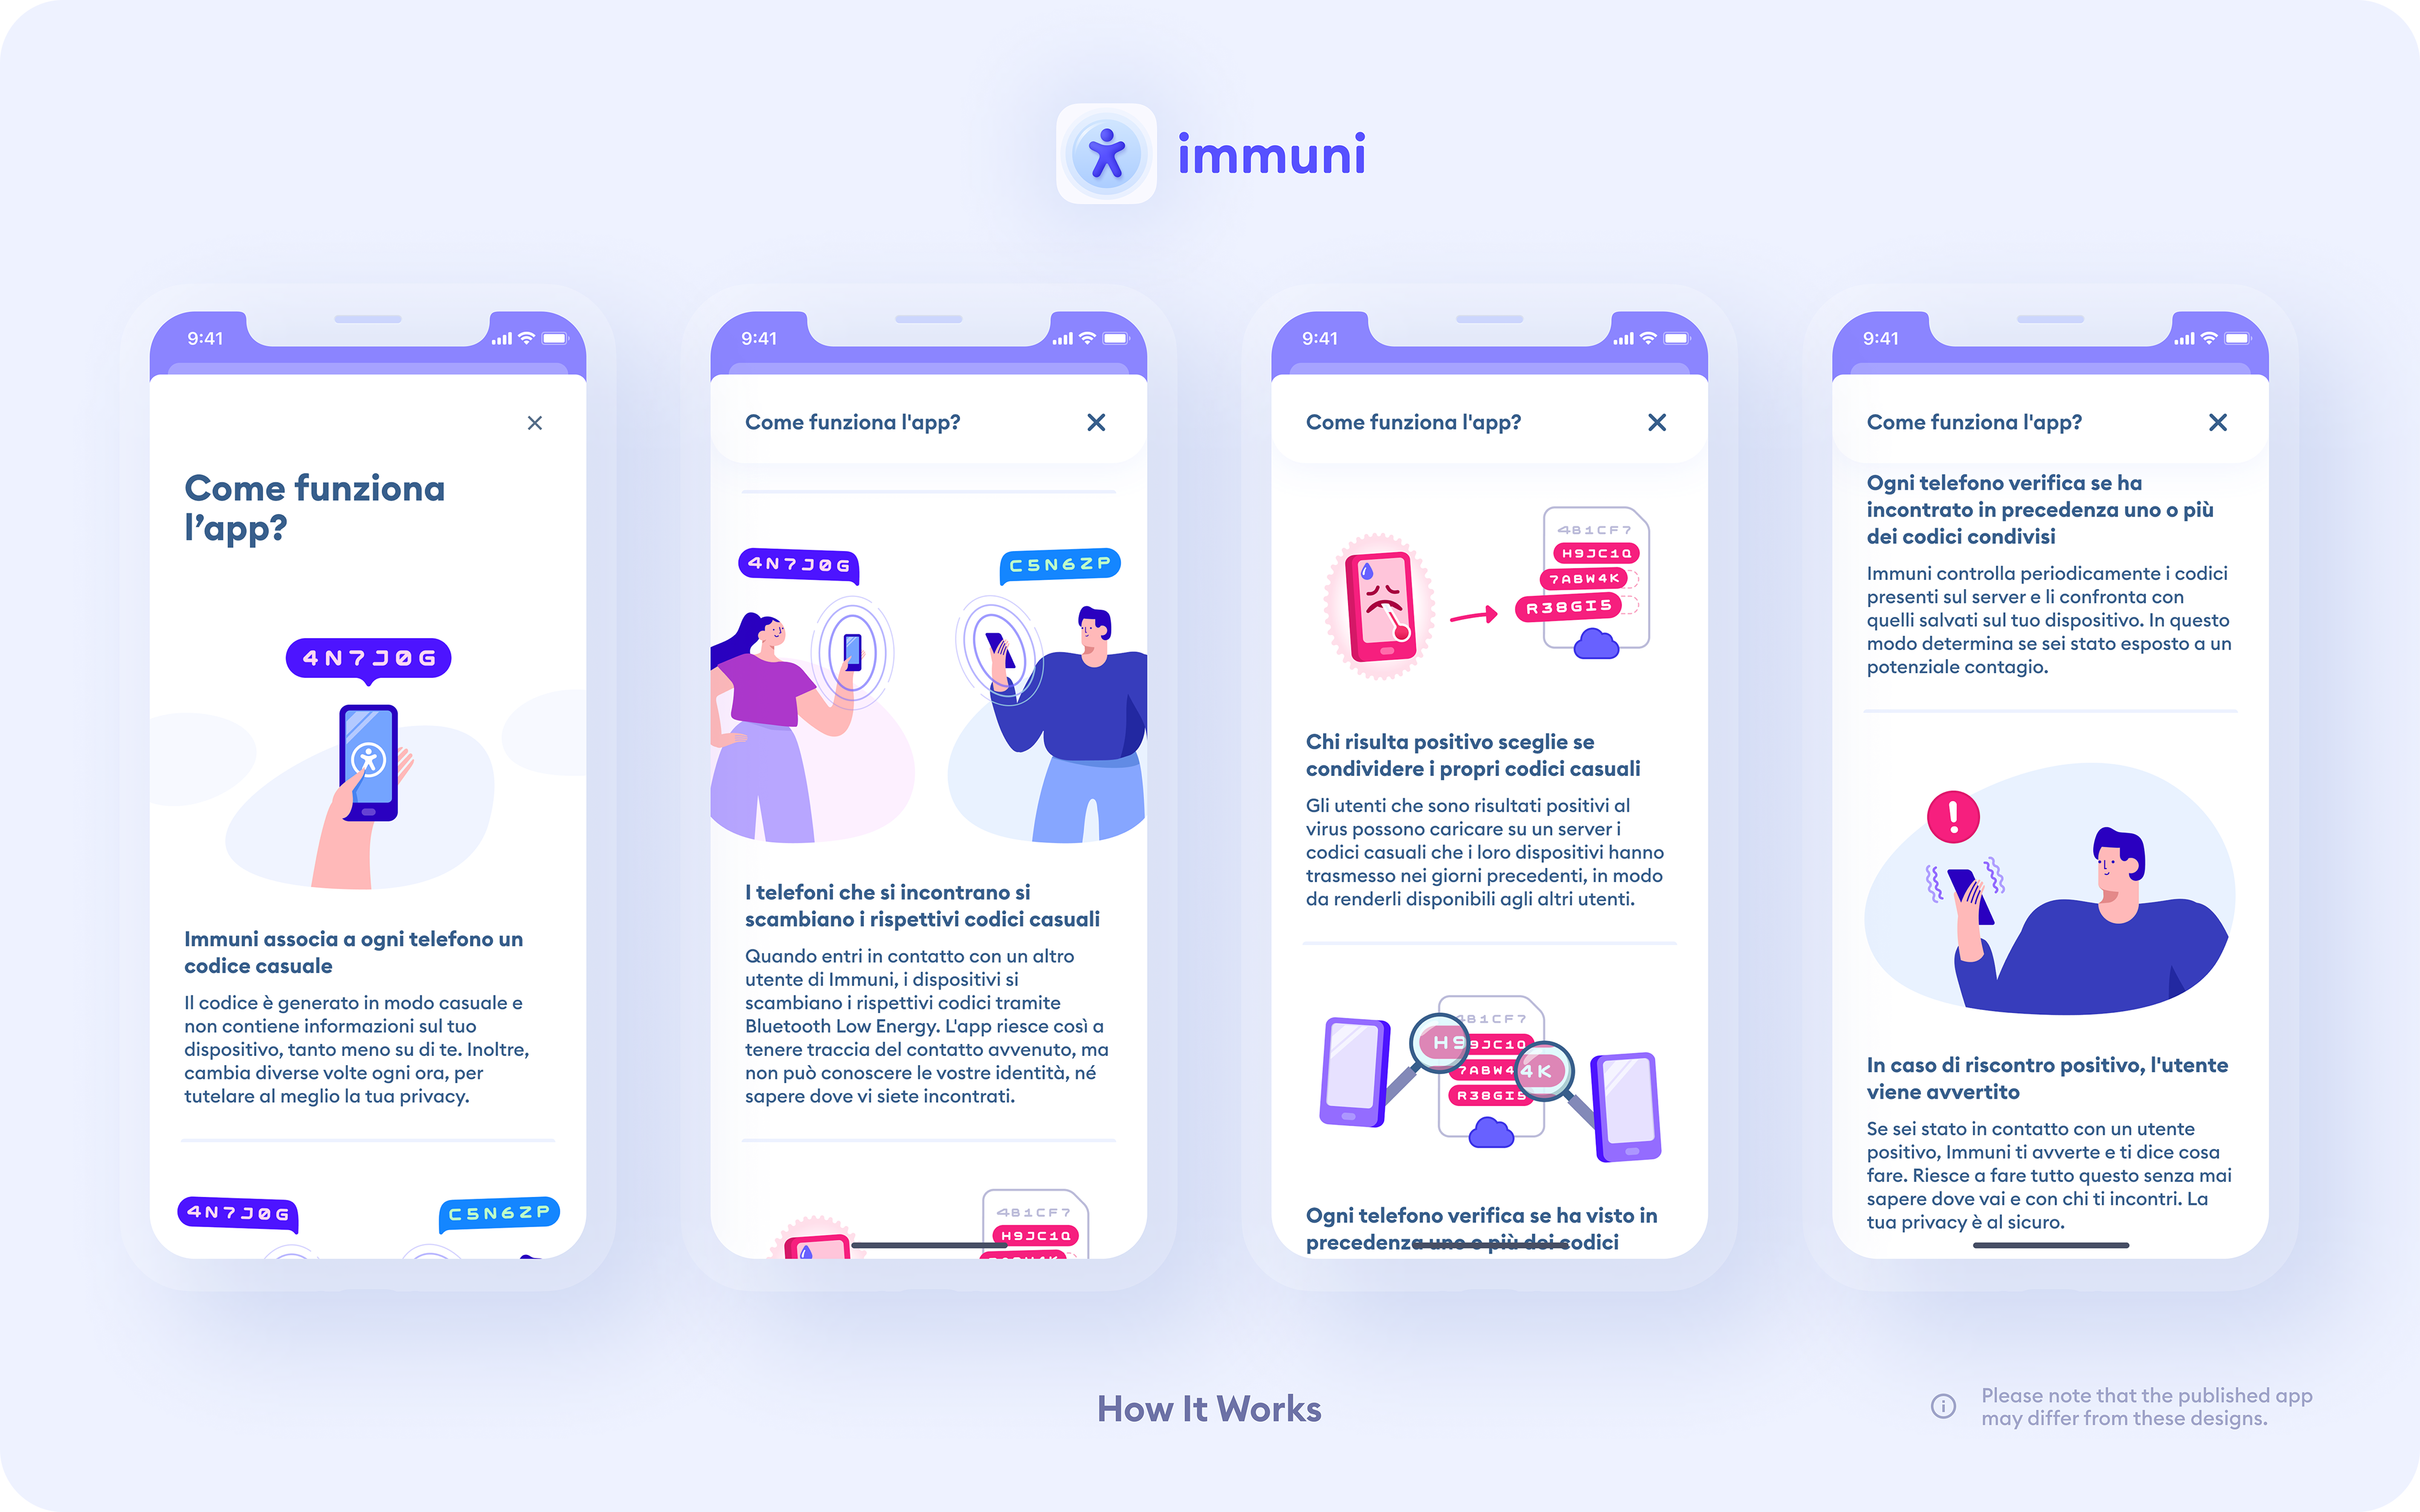 immuni
9:41
Come funziona
l’app?
4N7J0G
Immuni associa a ogni telefono un
codice casuale
Il codice è generato in modo casuale e
non contiene informazioni sul tuo
dispositivo, tanto meno su di te. Inoltre,
cambia diverse volte ogni ora, per
tutelare al meglio la tua privacy.
4N7J0G
C5N6ZP
9:41
Come funziona l'app?
4N7J0G
C5N6ZP
I telefoni che si incontrano si
scambiano i rispettivi codici casuali
Quando entri in contatto con un altro
utente di Immuni, i dispositivi si
scambiano i rispettivi codici tramite
Bluetooth Low Energy. L'app riesce così a
tenere traccia del contatto avvenuto, ma
non può conoscere le vostre identità, né
sapere dove vi siete incontrati.
4B1CF7
H9JC1Q
9:41
Come funziona l'app?
4B1CF7
H9JC1Q
7ABW4K
R38GI5
Chi risulta positivo sceglie se
condividere i propri codici casuali
Gli utenti che sono risultati positivi al
virus possono caricare su un server i
codici casuali che i loro dispositivi hanno
trasmesso nei giorni precedenti, in modo
da renderli disponibili agli altri utenti.
4B1CF7
H9 9JC1Q
7ABW4 4K
R38GI5
Ogni telefono verifica se ha visto in
precedenza uno o più dei codici
9:41
Come funziona l'app?
Ogni telefono verifica se ha
incontrato in precedenza uno o più
dei codici condivisi
Immuni controlla periodicamente i codici
presenti sul server e li confronta con
quelli salvati sul tuo dispositivo. In questo
modo determina se sei stato esposto a un
potenziale contagio.
In caso di riscontro positivo, l'utente
viene avvertito
Se sei stato in contatto con un utente
positivo, Immuni ti avverte e ti dice cosa
fare. Riesce a fare tutto questo senza mai
sapere dove vai e con chi ti incontri. La
tua privacy è al sicuro.
How It Works
Please note that the published app
may differ from these designs.